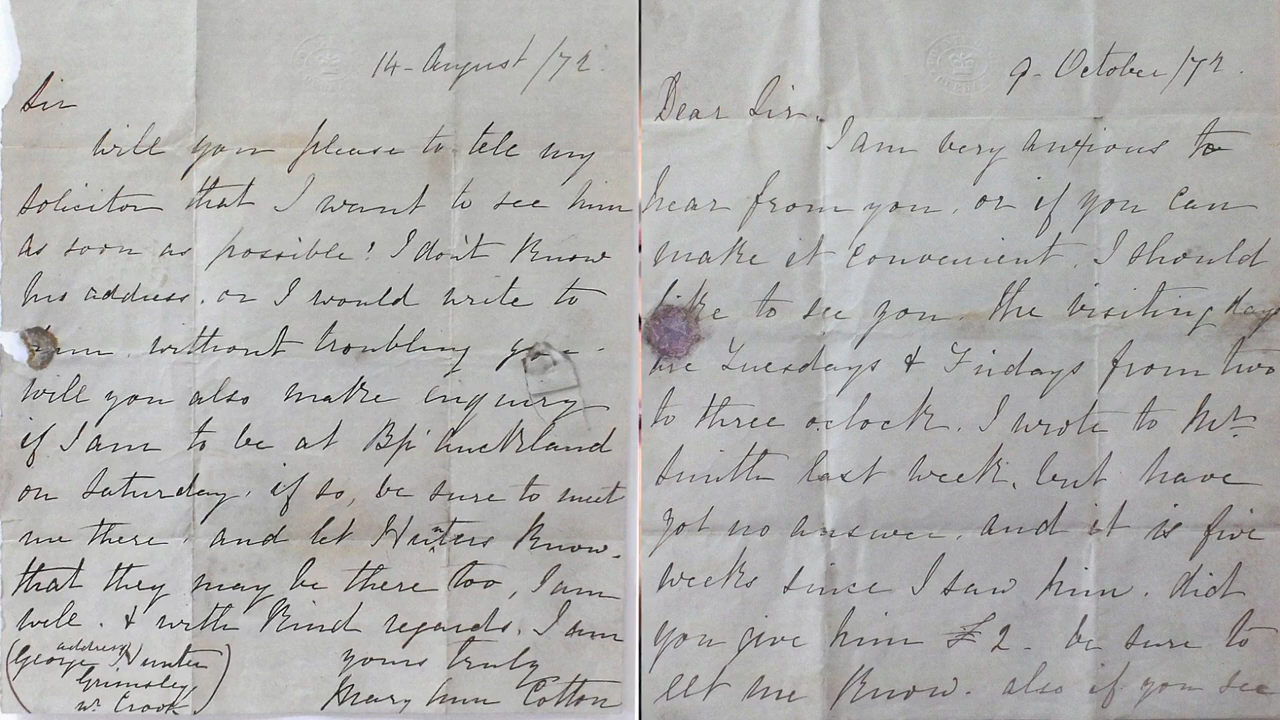 14 - August /72.
Sir
will you please to tele my
solicitor that I want to see him
as soon as possible! I don't know
his address. or I would write to
him. without troubling you.
will you also make enquiry
if I am to be at Bp Auckland
on Saturday. if so, be sure to meet
me there. and let Hunters know.
that they may be there too, I am
wele. & with kind regards. I am
yours truly
Mary Ann Cotton
(George Hunter
address
Grimsley
Wr Crook)
9 - October /72.
Dear Sir.
I am very anxious to
hear from you. or if you can
make it convenient. I should
like to see you. the visiting days
are Tuesdays & Fridays from two
to three oclock. I wrote to Mr
Smith last week. but have
got no answer. and it is five
weeks since I saw him. did
you give him £2 - be sure to
let me know. also if you see